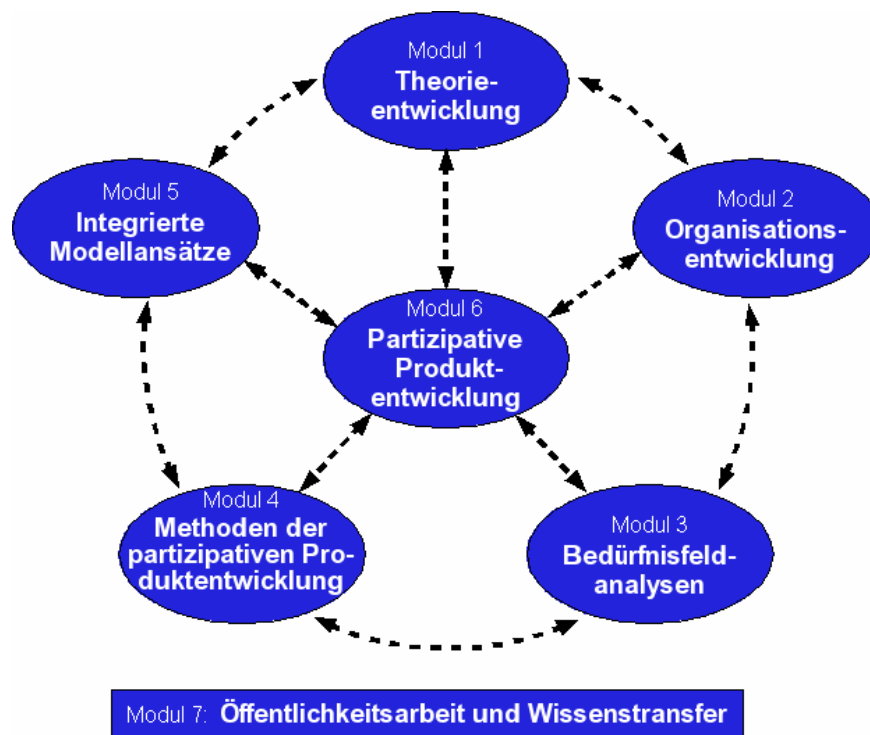 Modul 1
Theorie-
entwicklung
Modul 5
Integrierte
Modellansätze
Modul 2
Organisations-
entwicklung
Modul 6
Partizipative
Produkt-
entwicklung
Modul 4
Methoden der
partizipativen Pro-
duktentwicklung
Modul 3
Bedürfnisfeld-
analysen
Modul 7: Öffentlichkeitsarbeit und Wissenstransfer